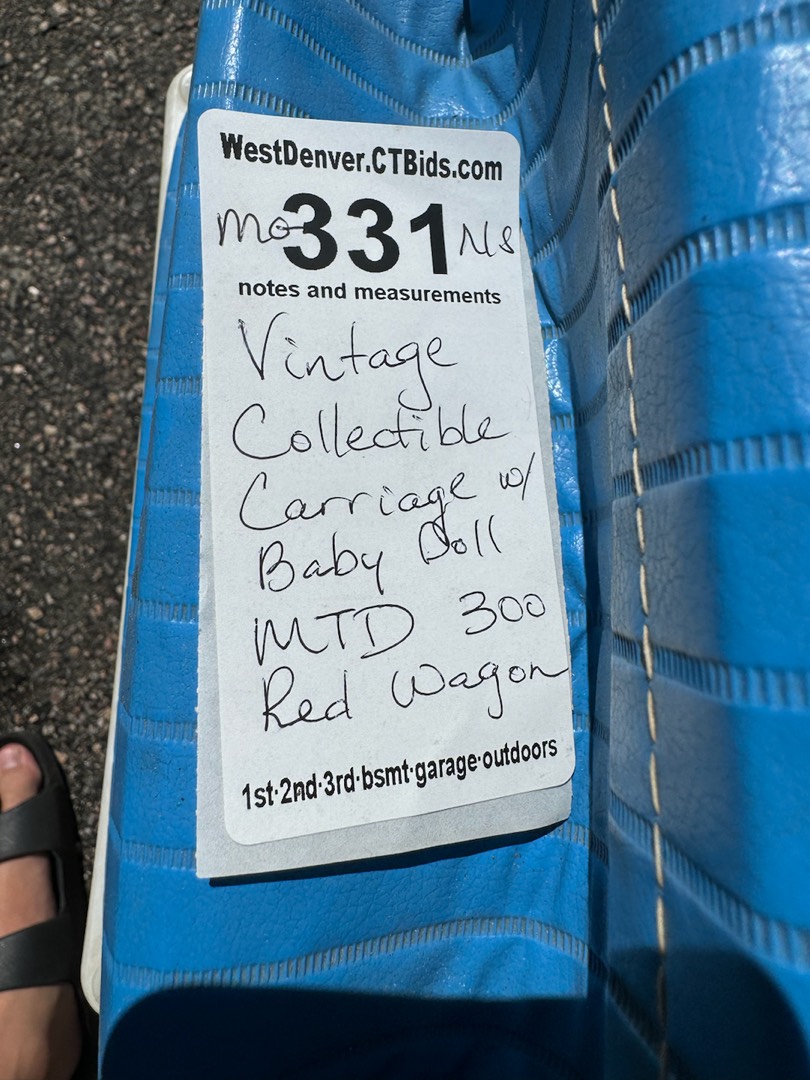 WestDenver.CTBids.com
Mo 331 NS
notes and measurements
Vintage
Collectible
Carriage w/
Baby Doll
MTD 300
Red Wagon
1st·2nd·3rd·bsmt·garage·outdoors